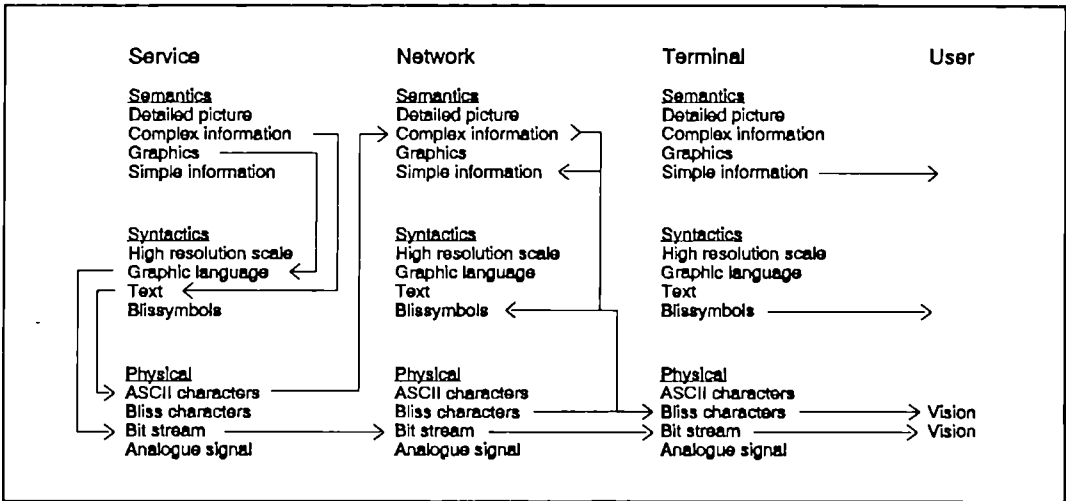 Service Network Terminal User
Semantics Semantics Semantics
Detailed picture Detailed picture Detailed picture
Complex information Complex information Complex information
Graphics Graphics Graphics
Simple information Simple information Simple information
Syntactics Syntactics Syntactics
High resolution scale High resolution scale High resolution scale
Graphic language Graphic language Graphic language
Text Text Text
Blissymbols Blissymbols Blissymbols
Physical Physical Physical
ASCII characters ASCII characters ASCII characters
Bliss characters Bliss characters Bliss characters Vision
Bit stream Bit stream Bit stream Vision
Analogue signal Analogue signal Analogue signal